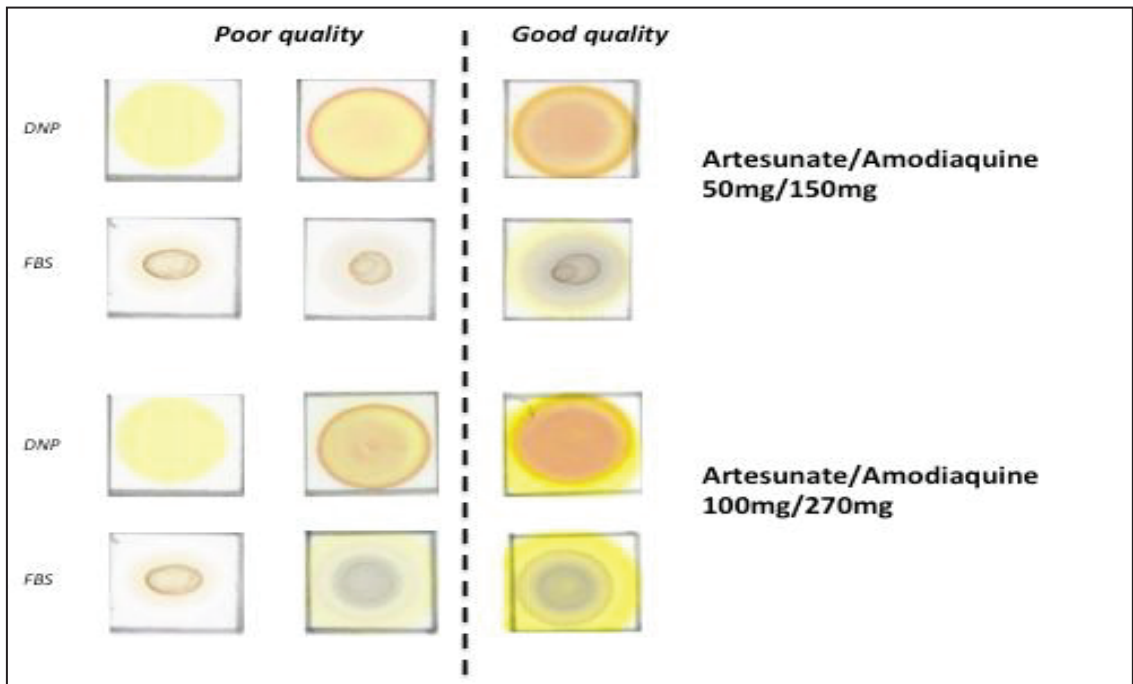 Poor quality
Good quality
DNP
Artesunate/Amodiaquine
50mg/150mg
FBS
DNP
Artesunate/Amodiaquine
100mg/270mg
FBS